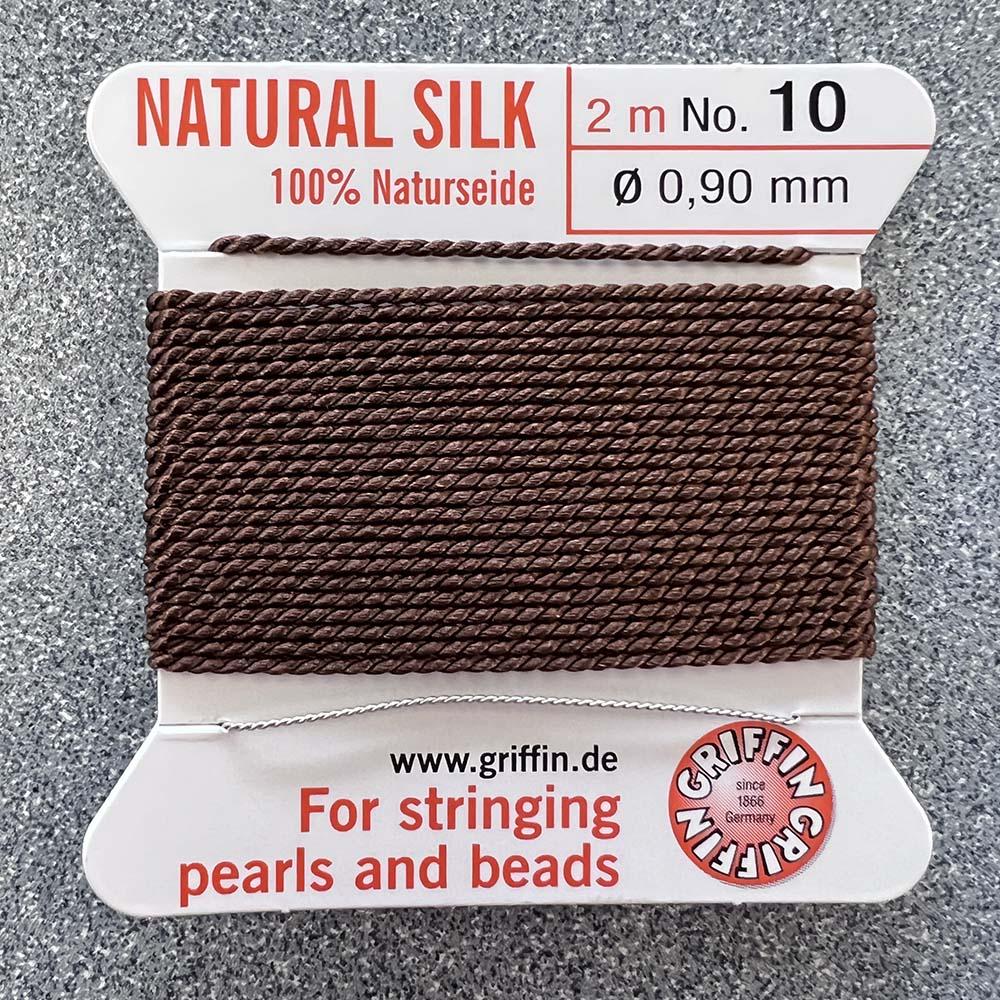 NATURAL SILK
100% Naturseide
2 m No. 10
Ø 0,90 mm
www.griffin.de
For stringing
pearls and beads
GRIFFIN GRIFFIN
since
1866
Germany